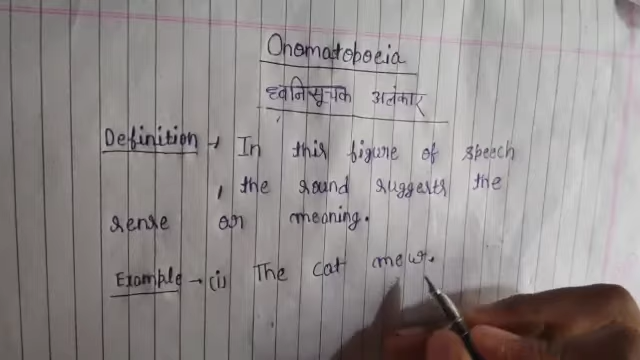 Onomatopoeia
ध्वनिसूचक अलंकार
Definition → In this figure of speech
, the sound suggests the
sense or meaning.
Example → (i) The cat mew.